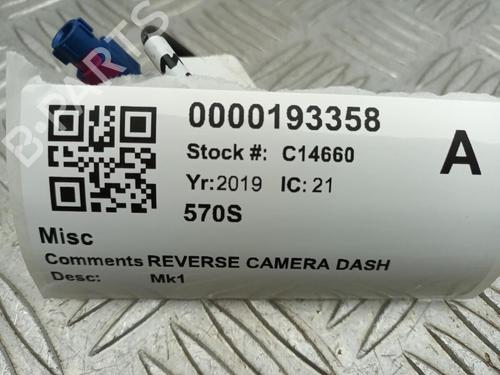 B-PARTS
0000193358
Stock #: C14660
A
Yr: 2019 IC: 21
570S
Misc
Comments REVERSE CAMERA DASH
Desc: Mk1